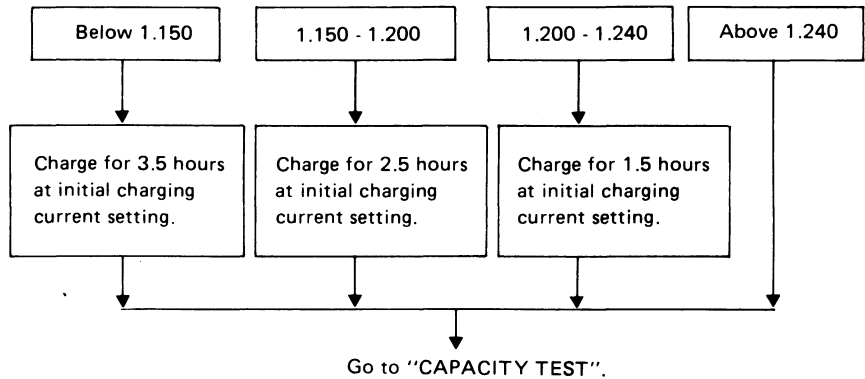 Below 1.150
1.150 - 1.200
1.200 - 1.240
Above 1.240
Charge for 3.5 hours
at initial charging
current setting.
Charge for 2.5 hours
at initial charging
current setting.
Charge for 1.5 hours
at initial charging
current setting.
Go to "CAPACITY TEST".